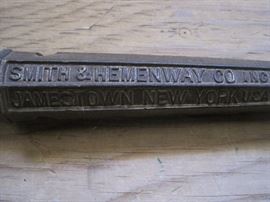 SMITH & HEMENWAY CO INC
JAMESTOWN NEW YORK